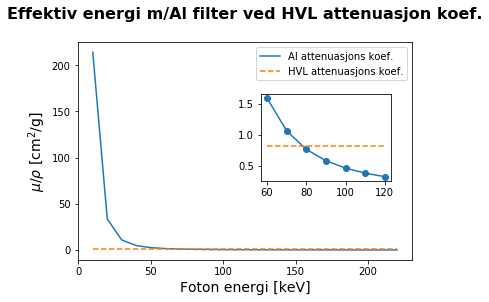 Effektiv energi m/Al filter ved HVL attenuasjon koef.
Al attenuasjons koef.
HVL attenuasjons koef.
200
150
100
50
0
μ/ρ [cm²/g]
1.5
1.0
0.5
60 80 100 120
0 50 100 150 200
Foton energi [keV]